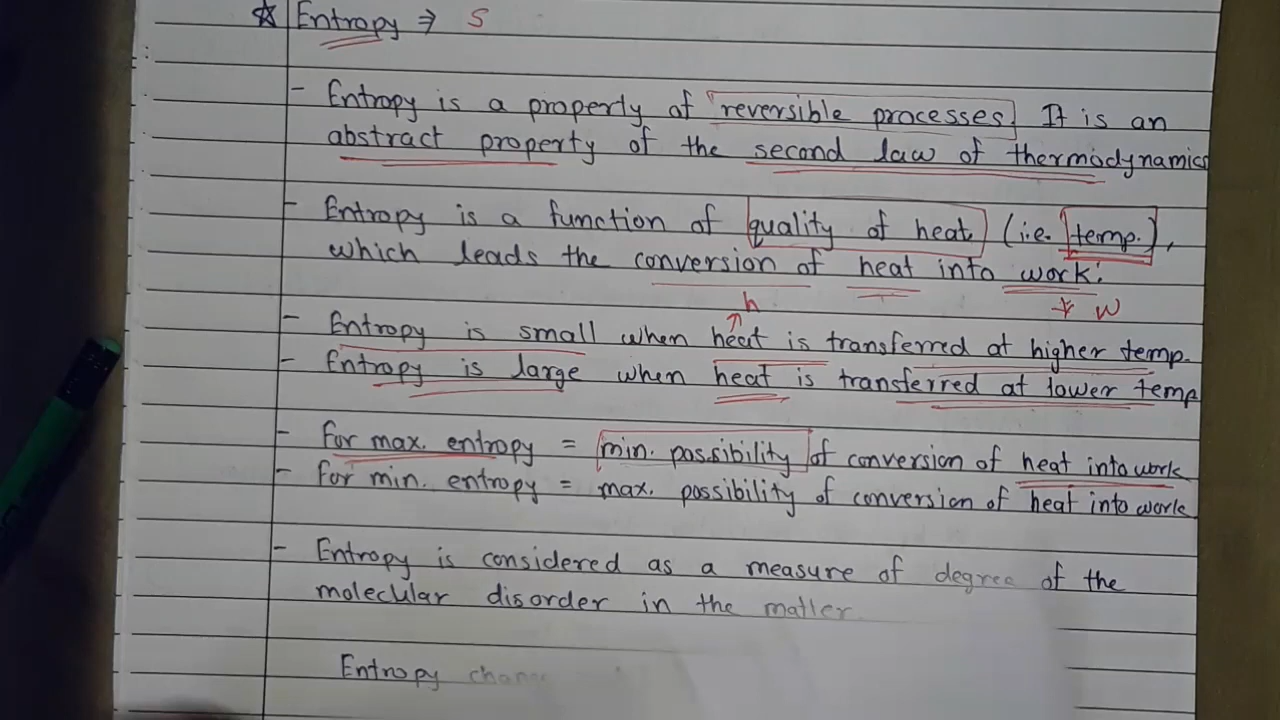 ☆ Entropy ⇒ S
- Entropy is a property of reversible processes. It is an
abstract property of the second law of thermodynamics
- Entropy is a function of quality of heat (i.e. temp.),
which leads the conversion of heat into work.
h
↓ W
- Entropy is small when heat is transferred at higher temp.
- Entropy is large when heat is transferred at lower temp
- For max. entropy = min. possibility of conversion of heat into work
- For min. entropy = max. possibility of conversion of heat into work
- Entropy is considered as a measure of degree of the
molecular disorder in the matter.
Entropy